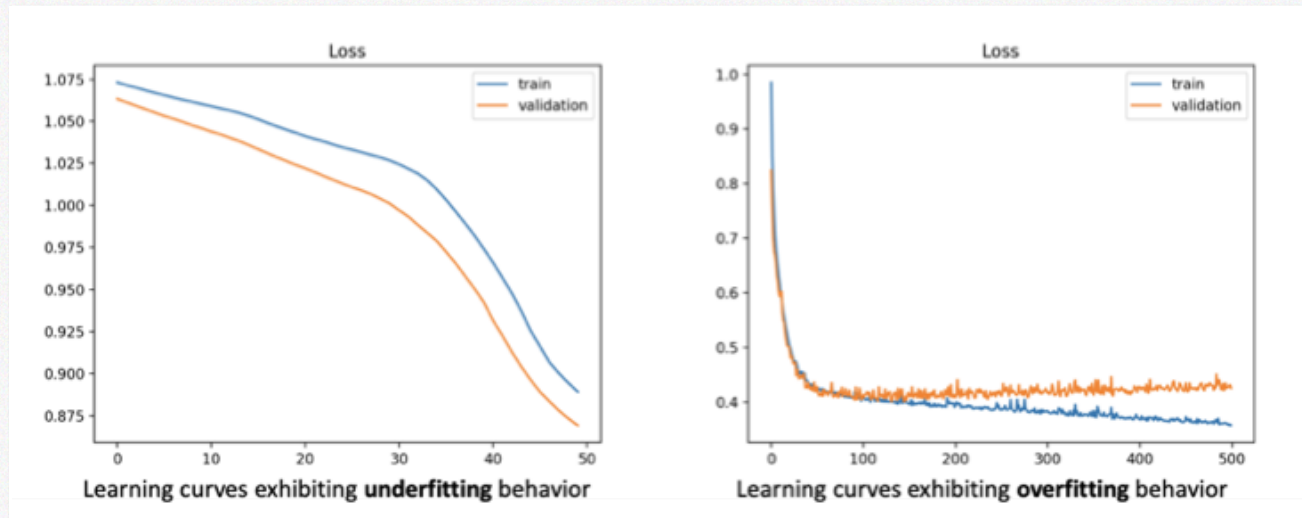 Loss
train
validation
1.075
1.050
1.025
1.000
0.975
0.950
0.925
0.900
0.875
0 10 20 30 40 50
Learning curves exhibiting underfitting behavior
Loss
train
validation
1.0
0.9
0.8
0.7
0.6
0.5
0.4
0 100 200 300 400 500
Learning curves exhibiting overfitting behavior